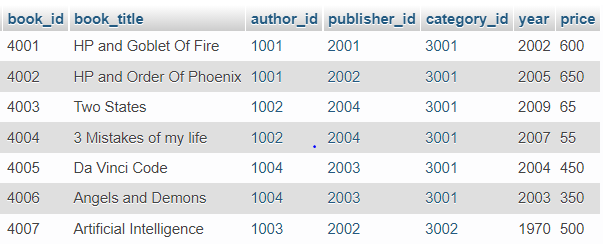 book_id book_title author_id publisher_id category_id year price
4001 HP and Goblet Of Fire 1001 2001 3001 2002 600
4002 HP and Order Of Phoenix 1001 2002 3001 2005 650
4003 Two States 1002 2004 3001 2009 65
4004 3 Mistakes of my life 1002 2004 3001 2007 55
4005 Da Vinci Code 1004 2003 3001 2004 450
4006 Angels and Demons 1004 2003 3001 2003 350
4007 Artificial Intelligence 1003 2002 3002 1970 500